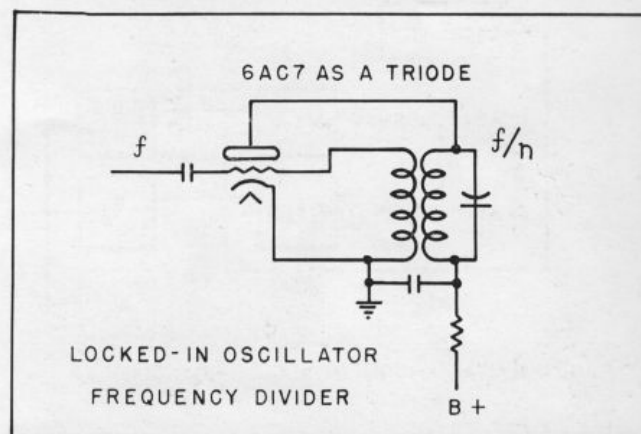 6AC7 AS A TRIODE
f
f/n
LOCKED-IN OSCILLATOR
FREQUENCY DIVIDER
B+